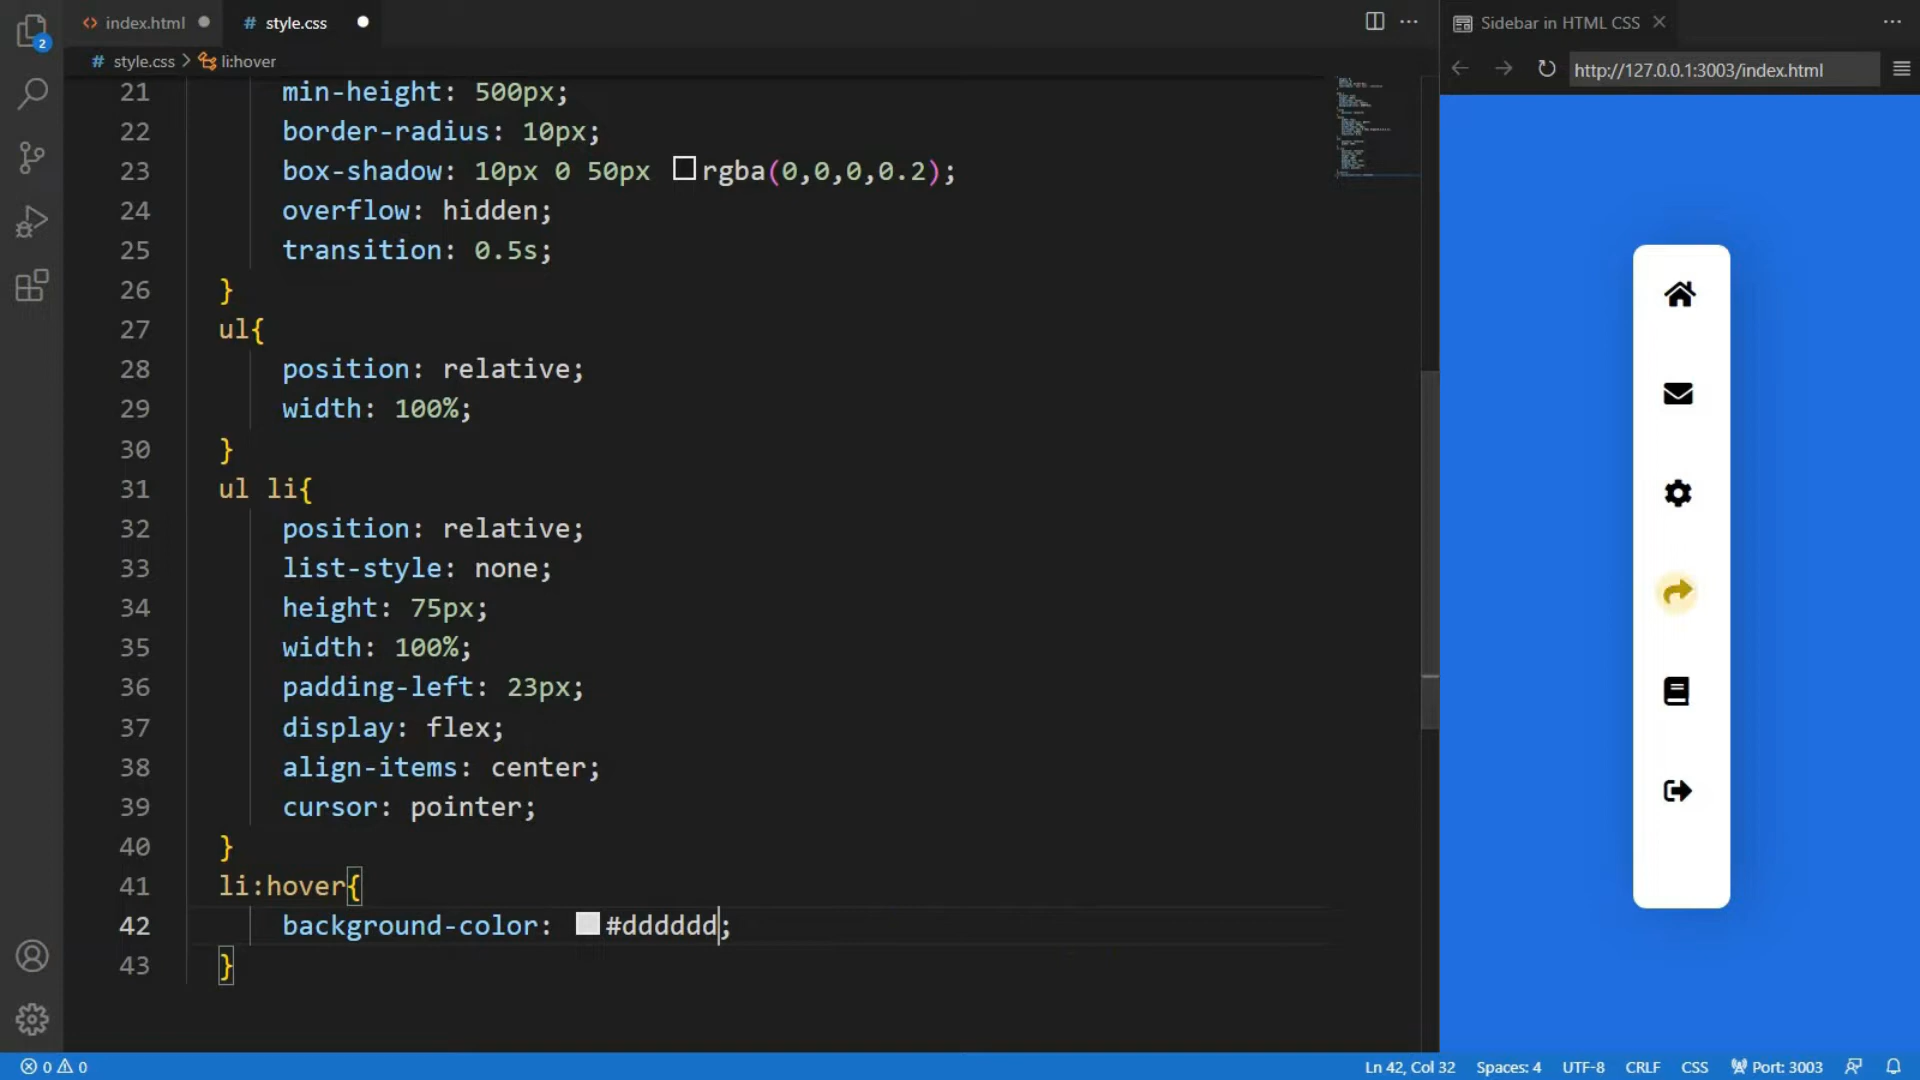 index.html
# style.css
Sidebar in HTML CSS
2
# style.css > li:hover
http://127.0.0.1:3003/index.html
21 min-height: 500px;
22 border-radius: 10px;
23 box-shadow: 10px 0 50px rgba(0,0,0,0.2);
24 overflow: hidden;
25 transition: 0.5s;
26 }
27 ul{
28 position: relative;
29 width: 100%;
30 }
31 ul li{
32 position: relative;
33 list-style: none;
34 height: 75px;
35 width: 100%;
36 padding-left: 23px;
37 display: flex;
38 align-items: center;
39 cursor: pointer;
40 }
41 li:hover{
42 background-color: #dddddd;
43 }
0 0 Ln 42, Col 32 Spaces: 4 UTF-8 CRLF CSS Port: 3003